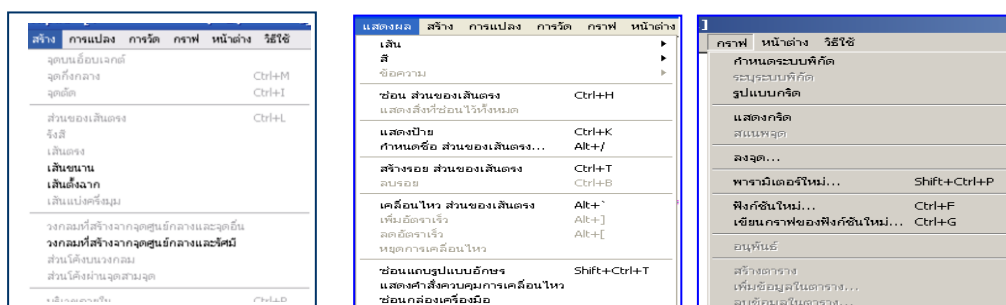 สร้าง การแปลง การวัด กราฟ หน้าต่าง วิธีใช้
จุดบนอ็อบเจกต์
จุดกึ่งกลาง Ctrl+M
จุดตัด Ctrl+I
ส่วนของเส้นตรง Ctrl+L
รังสี
เส้นตรง
เส้นขนาน
เส้นตั้งฉาก
เส้นแบ่งครึ่งมุม
วงกลมที่สร้างจากจุดศูนย์กลางและจุดอื่น
วงกลมที่สร้างจากจุดศูนย์กลางและรัศมี
ส่วนโค้งบนวงกลม
ส่วนโค้งผ่านจุดสามจุด
บริเวณภายใน Ctrl+P
แสดงผล สร้าง การแปลง การวัด กราฟ หน้าต่าง
เส้น
สี
ข้อความ
ซ่อน ส่วนของเส้นตรง Ctrl+H
แสดงสิ่งที่ซ่อนไว้ทั้งหมด
แสดงป้าย Ctrl+K
กำหนดชื่อ ส่วนของเส้นตรง... Alt+/
สร้างรอย ส่วนของเส้นตรง Ctrl+T
ลบรอย Ctrl+B
เคลื่อนไหว ส่วนของเส้นตรง Alt+`
เพิ่มอัตราเร็ว Alt+]
ลดอัตราเร็ว Alt+[
หยุดการเคลื่อนไหว
ซ่อนแถบรูปแบบอักษร Shift+Ctrl+T
แสดงคำสั่งควบคุมการเคลื่อนไหว
ซ่อนกล่องเครื่องมือ
]
กราฟ หน้าต่าง วิธีใช้
กำหนดระบบพิกัด
ระบุระบบพิกัด
รูปแบบกริด
แสดงกริด
สแนพจุด
ลงจุด...
พารามิเตอร์ใหม่... Shift+Ctrl+P
ฟังก์ชันใหม่... Ctrl+F
เขียนกราฟของฟังก์ชันใหม่... Ctrl+G
อนุพันธ์
สร้างตาราง
เพิ่มข้อมูลในตาราง...
ลบข้อมูลในตาราง...